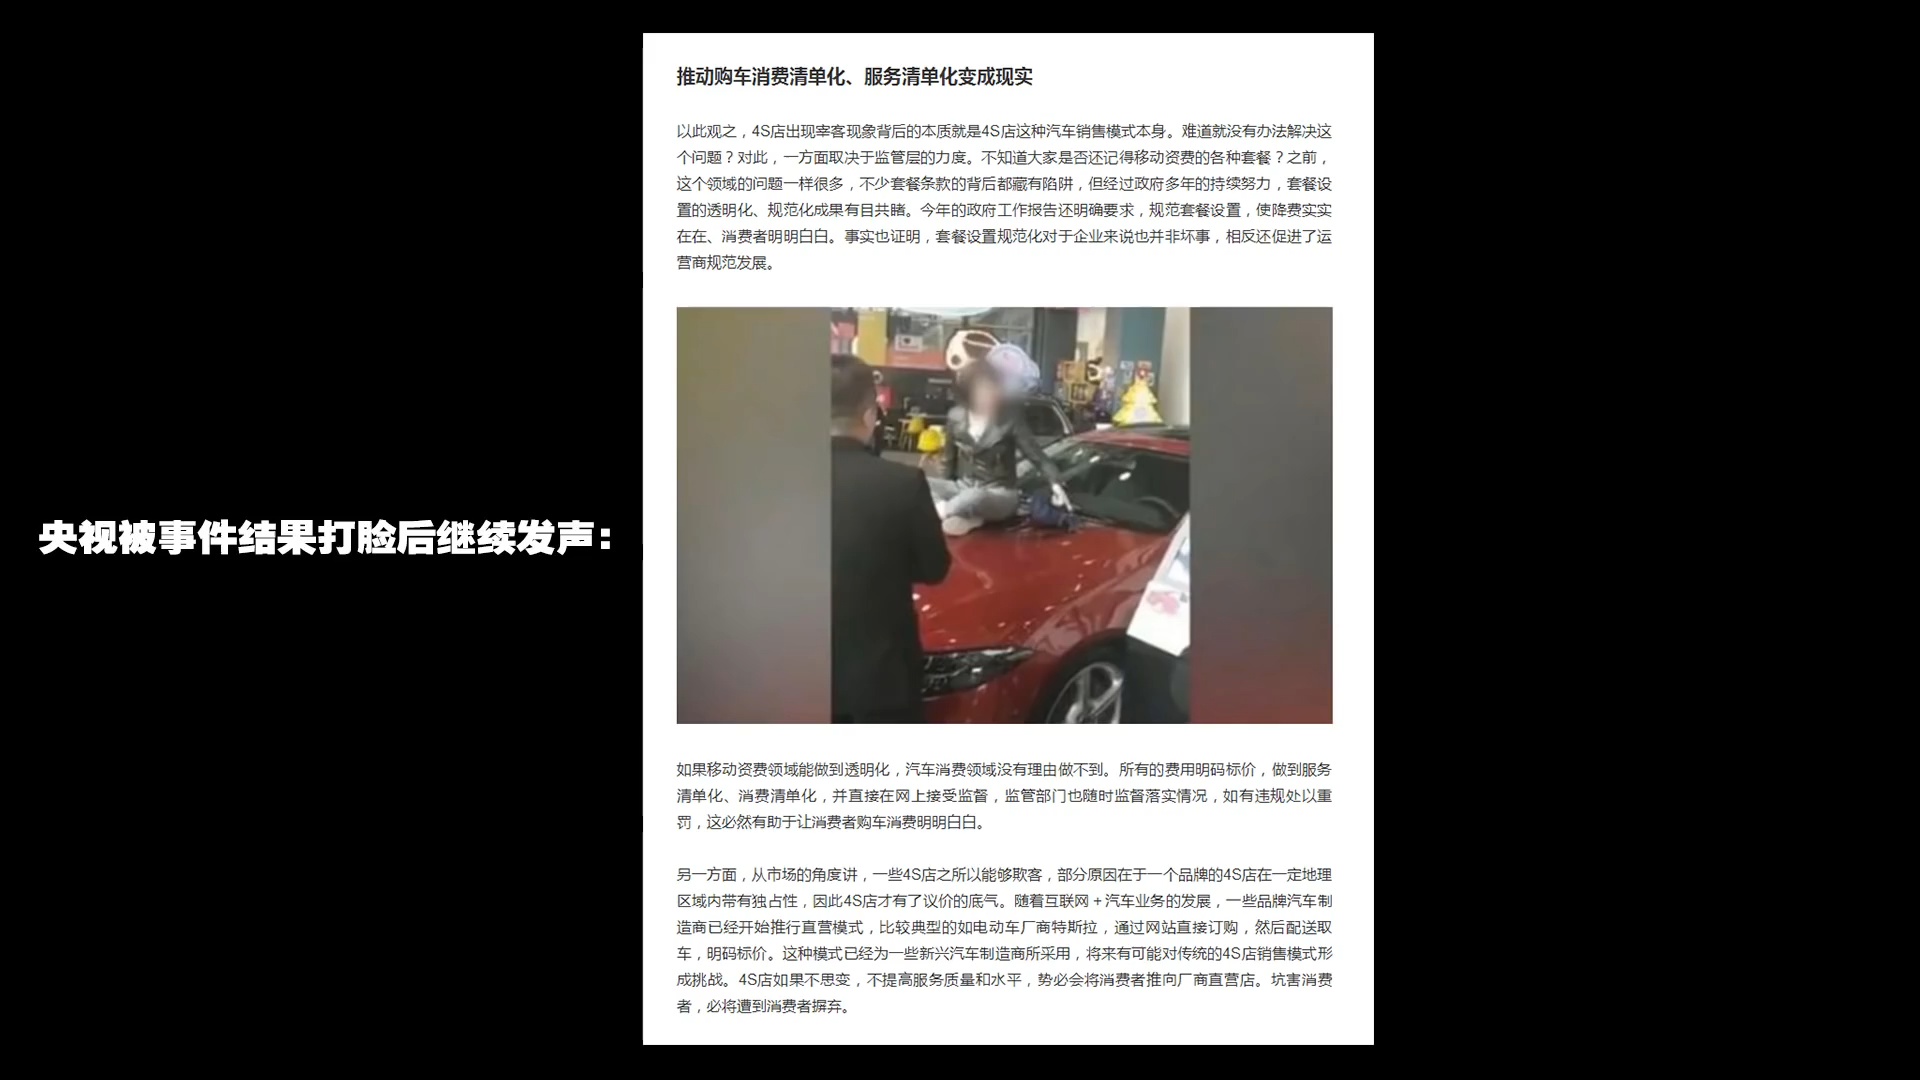 央视被事件结果打脸后继续发声：
推动购车消费清单化、服务清单化变成现实
以此观之，4S店出现宰客现象背后的本质就是4S店这种汽车销售模式本身。难道就没有办法解决这
个问题？对此，一方面取决于监管层的力度。不知道大家是否还记得移动资费的各种套餐？之前，
这个领域的问题一样很多，不少套餐条款的背后都藏有陷阱，但经过政府多年的持续努力，套餐设
置的透明化、规范化成果有目共睹。今年的政府工作报告还明确要求，规范套餐设置，使降费实实
在在、消费者明明白白。事实也证明，套餐设置规范化对于企业来说也并非坏事，相反还促进了运
营商规范发展。
如果移动资费领域能做到透明化，汽车消费领域没有理由做不到。所有的费用明码标价，做到服务
清单化、消费清单化，并直接在网上接受监督，监管部门也随时监督落实情况，如有违规处以重
罚，这必然有助于让消费者购车消费明明白白。
另一方面，从市场的角度讲，一些4S店之所以能够欺客，部分原因在于一个品牌的4S店在一定地理
区域内带有独占性，因此4S店才有了议价的底气。随着互联网＋汽车业务的发展，一些品牌汽车制
造商已经开始推行直营模式，比较典型的如电动车厂商特斯拉，通过网站直接订购，然后配送取
车，明码标价。这种模式已经为一些新兴汽车制造商所采用，将来有可能对传统的4S店销售模式形
成挑战。4S店如果不思变，不提高服务质量和水平，势必会将消费者推向厂商直营店。坑害消费
者，必将遭到消费者摒弃。